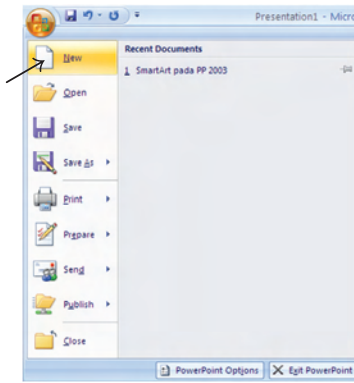 Presentation1 - Micro
New
Recent Documents
1 SmartArt pada PP 2003
Open
Save
Save As
Print
Prepare
Send
Publish
Close
PowerPoint Options
Exit PowerPoint